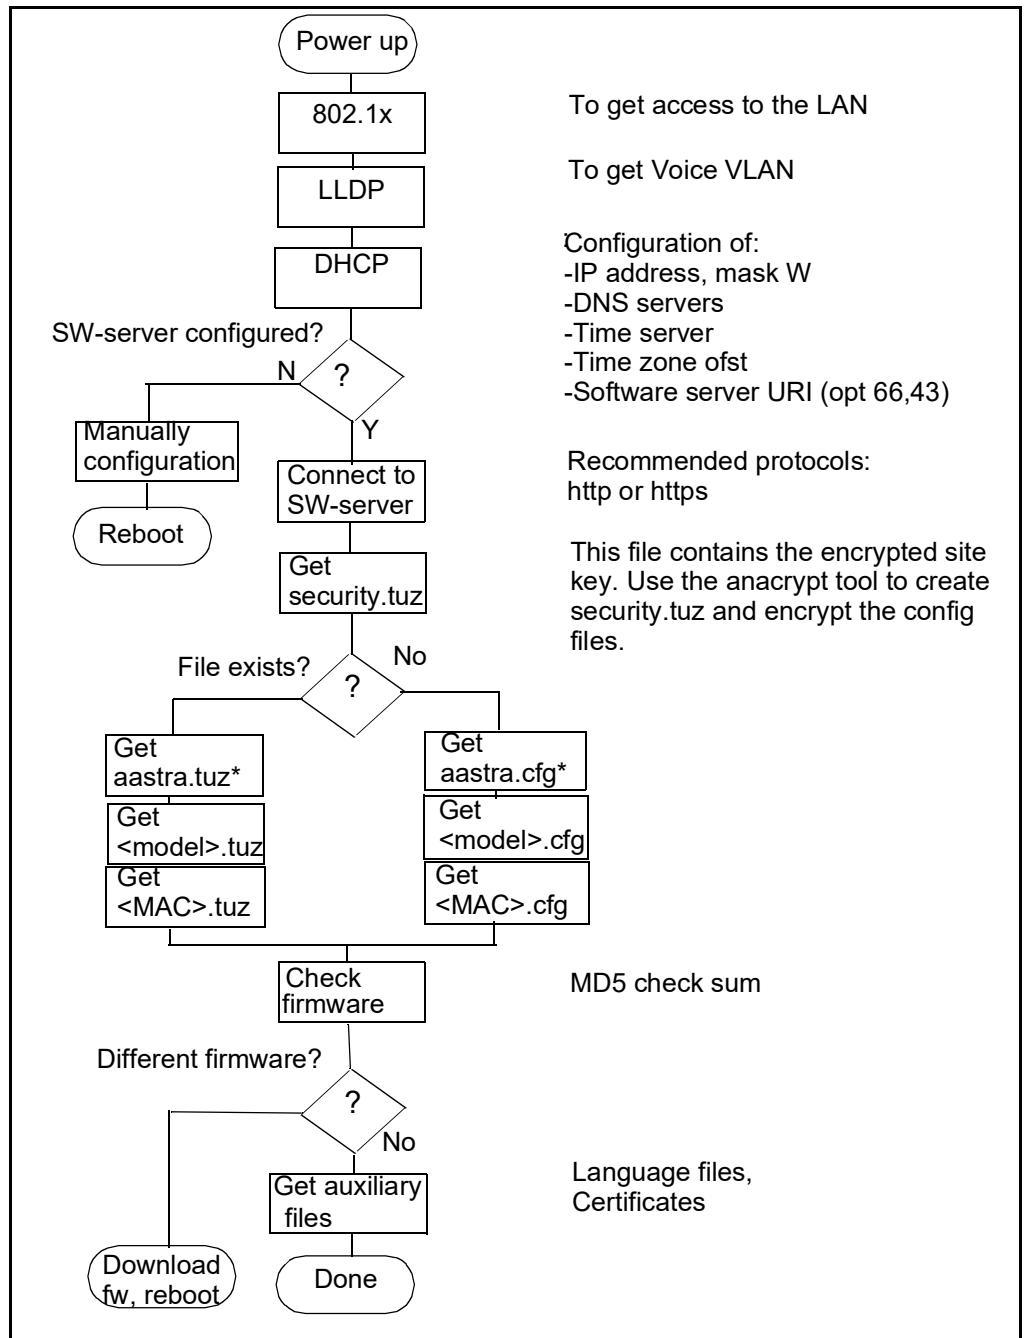 Power up
802.1x
To get access to the LAN
LLDP
To get Voice VLAN
DHCP
Configuration of:
-IP address, mask W
-DNS servers
-Time server
-Time zone ofst
-Software server URI (opt 66,43)
SW-server configured?
?
N
Y
Manually
configuration
Reboot
Connect to
SW-server
Recommended protocols:
http or https
Get
security.tuz
This file contains the encrypted site
key. Use the anacrypt tool to create
security.tuz and encrypt the config
files.
File exists?
?
No
Get
aastra.tuz*
Get
<model>.tuz
Get
<MAC>.tuz
Get
aastra.cfg*
Get
<model>.cfg
Get
<MAC>.cfg
Check
firmware
MD5 check sum
Different firmware?
?
No
Get auxiliary
files
Language files,
Certificates
Download
fw, reboot
Done